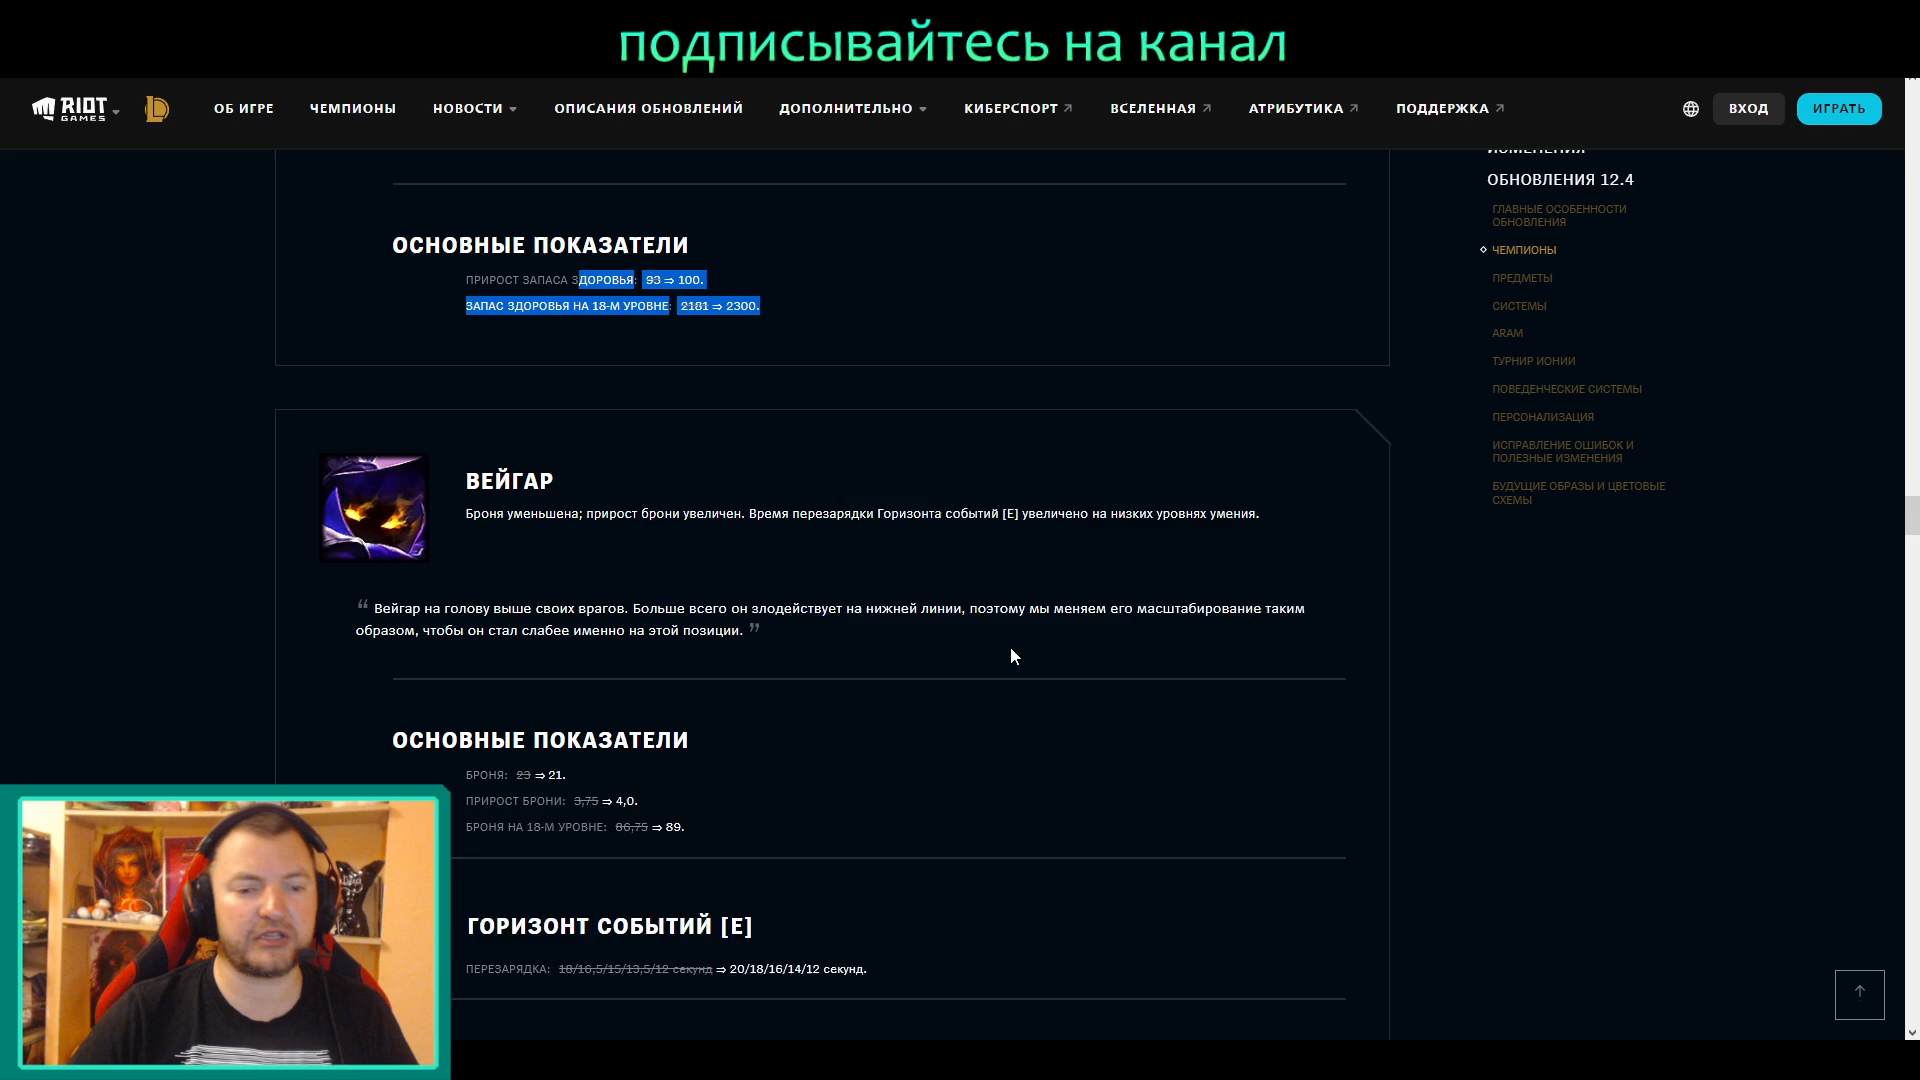 подписывайтесь на канал
RIOT GAMES
ОБ ИГРЕ
ЧЕМПИОНЫ
НОВОСТИ
ОПИСАНИЯ ОБНОВЛЕНИЙ
ДОПОЛНИТЕЛЬНО
КИБЕРСПОРТ
ВСЕЛЕННАЯ
АТРИБУТИКА
ПОДДЕРЖКА
ВХОД
ИГРАТЬ
ИЗМЕНЕНИЯ
ОБНОВЛЕНИЯ 12.4
ГЛАВНЫЕ ОСОБЕННОСТИ
ОБНОВЛЕНИЯ
ЧЕМПИОНЫ
ПРЕДМЕТЫ
СИСТЕМЫ
ARAM
ТУРНИР ИОНИИ
ПОВЕДЕНЧЕСКИЕ СИСТЕМЫ
ПЕРСОНАЛИЗАЦИЯ
ИСПРАВЛЕНИЕ ОШИБОК И
ПОЛЕЗНЫЕ ИЗМЕНЕНИЯ
БУДУЩИЕ ОБРАЗЫ И ЦВЕТОВЫЕ
СХЕМЫ
ОСНОВНЫЕ ПОКАЗАТЕЛИ
ПРИРОСТ ЗАПАСА ЗДОРОВЬЯ: 93 ⇒ 100.
ЗАПАС ЗДОРОВЬЯ НА 18-М УРОВНЕ: 2181 ⇒ 2300.
ВЕЙГАР
Броня уменьшена; прирост брони увеличен. Время перезарядки Горизонта событий [E] увеличено на низких уровнях умения.
“ Вейгар на голову выше своих врагов. Больше всего он злодействует на нижней линии, поэтому мы меняем его масштабирование таким
образом, чтобы он стал слабее именно на этой позиции. ”
ОСНОВНЫЕ ПОКАЗАТЕЛИ
БРОНЯ: 23 ⇒ 21.
ПРИРОСТ БРОНИ: 3,75 ⇒ 4,0.
БРОНЯ НА 18-М УРОВНЕ: 86,75 ⇒ 89.
ГОРИЗОНТ СОБЫТИЙ [E]
ПЕРЕЗАРЯДКА: 18/16,5/15/13,5/12 секунд ⇒ 20/18/16/14/12 секунд.